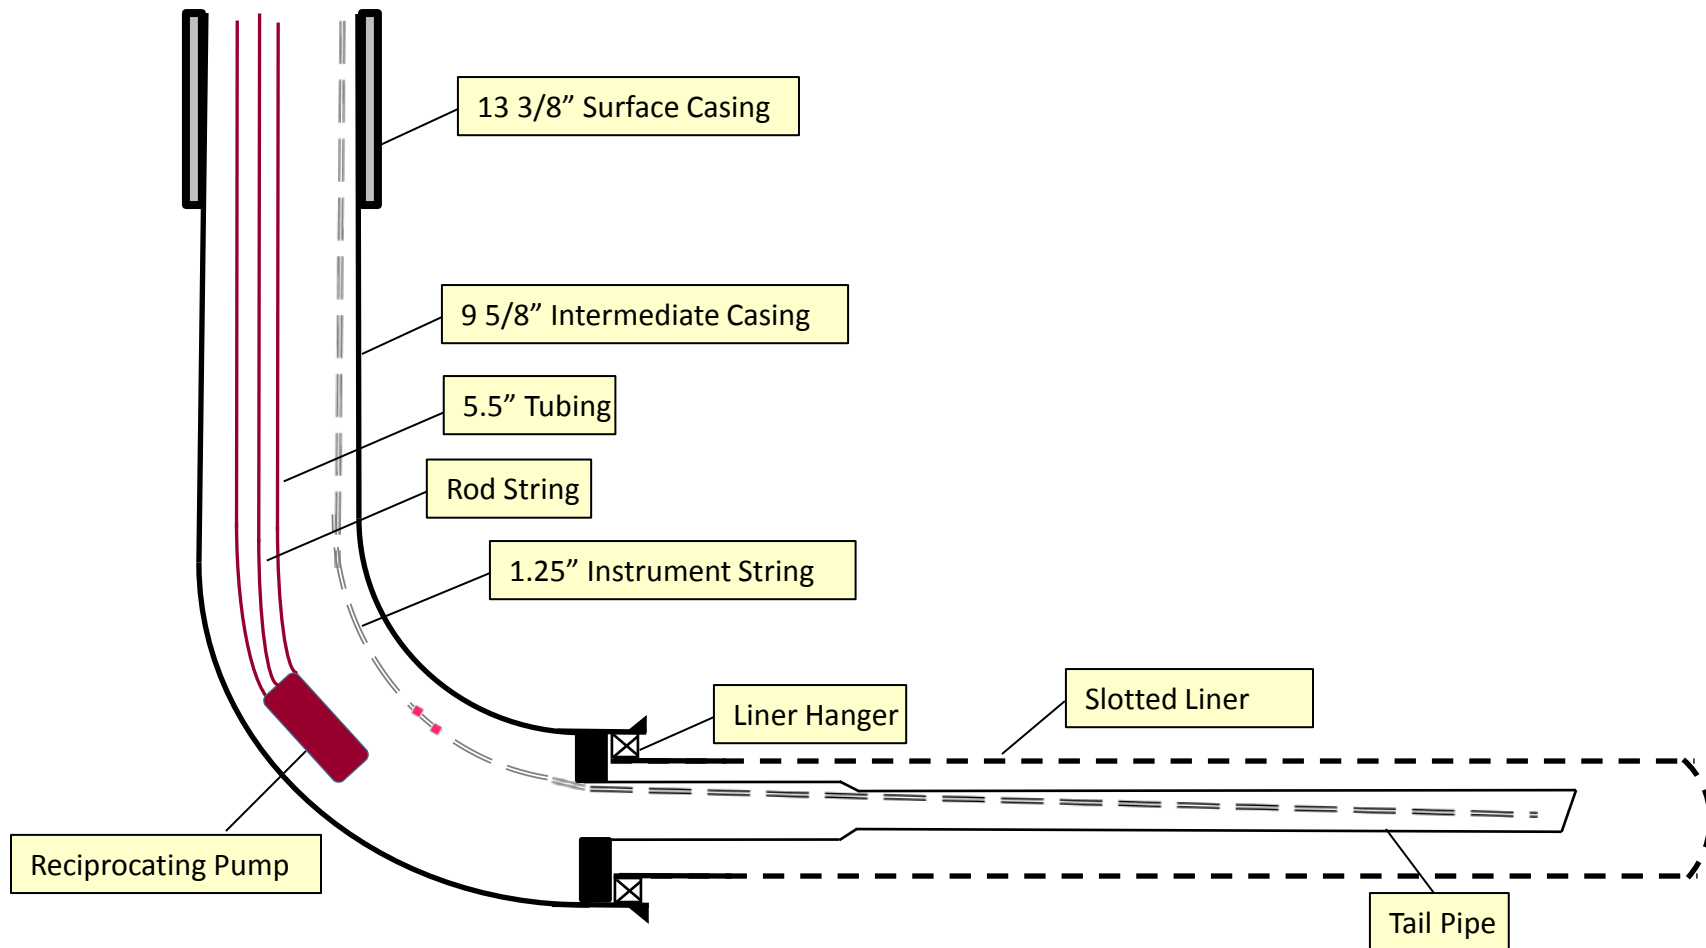 13 3/8” Surface Casing
9 5/8” Intermediate Casing
5.5” Tubing
Rod String
1.25” Instrument String
Liner Hanger
Slotted Liner
Reciprocating Pump
Tail Pipe